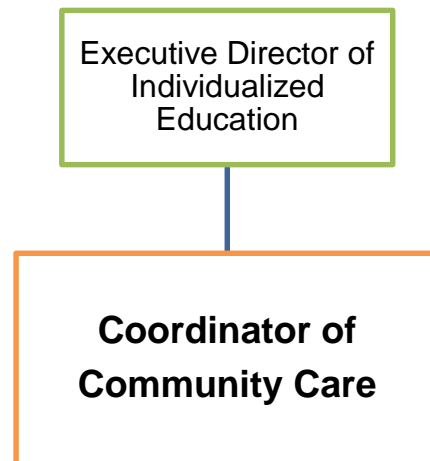 Executive Director of
Individualized
Education
Coordinator of
Community Care